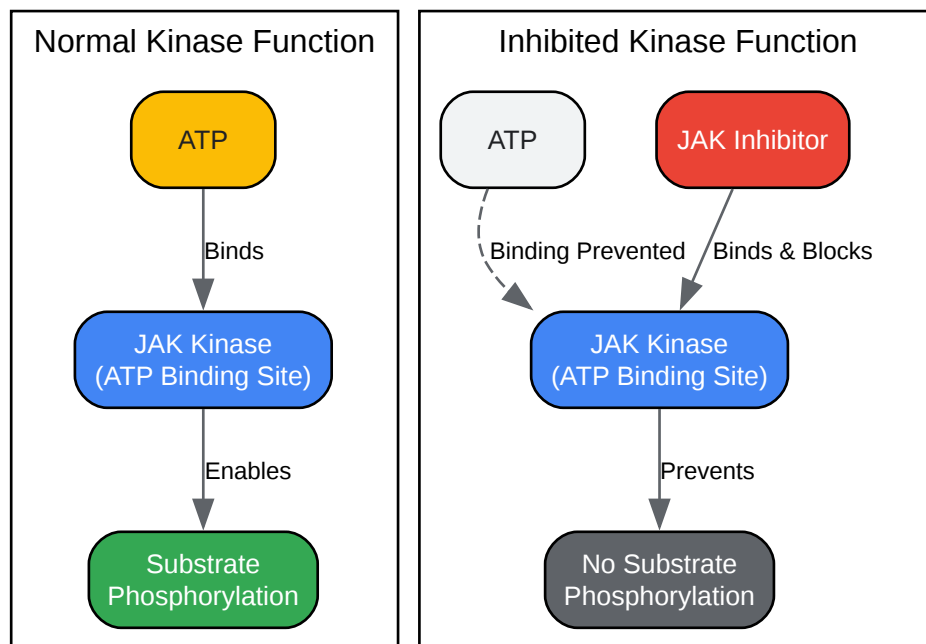 Normal Kinase Function
ATP
Binds
JAK Kinase
(ATP Binding Site)
Enables
Substrate
Phosphorylation
Inhibited Kinase Function
ATP
JAK Inhibitor
Binding Prevented
Binds & Blocks
JAK Kinase
(ATP Binding Site)
Prevents
No Substrate
Phosphorylation